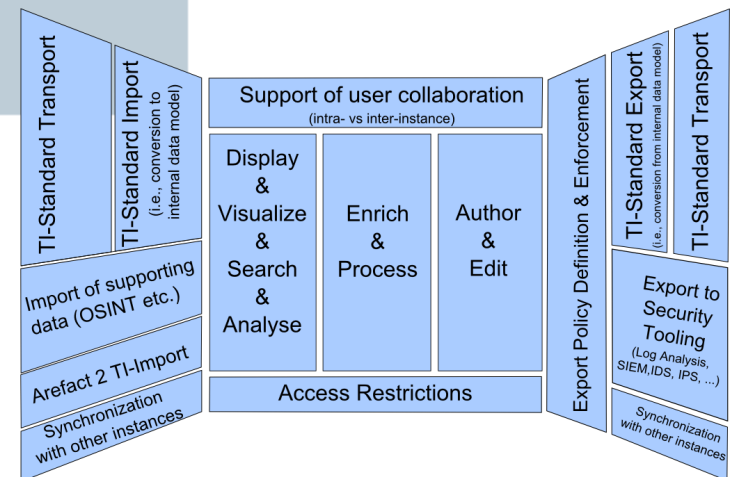 TI-Standard Transport
TI-Standard Import
(i.e., conversion to
internal data model)
Import of supporting
data (OSINT etc.)
Arefact 2 TI-Import
Synchronization
with other instances
Support of user collaboration
(intra- vs inter-instance)
Display
&
Visualize
&
Search
&
Analyse
Enrich
&
Process
Author
&
Edit
Access Restrictions
Export Policy Definition & Enforcement
TI-Standard Export
(i.e., conversion from internal data model)
TI-Standard Transport
Export to
Security
Tooling
(Log Analysis,
SIEM,IDS, IPS, ...)
Synchronization
with other instances